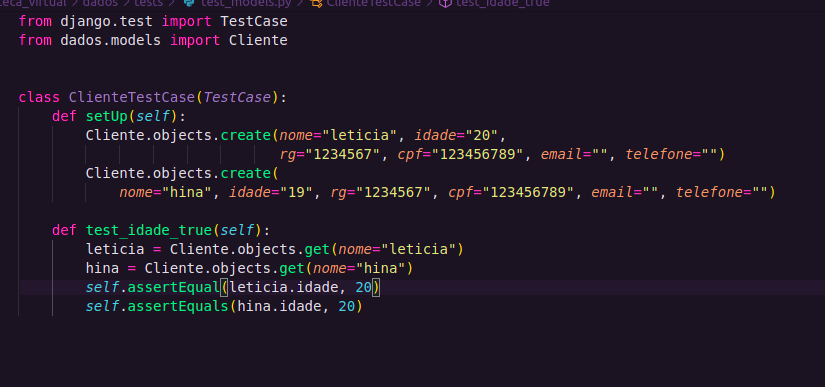 teca_virtual > dados > tests > test_models.py > ClienteTestCase > test_idade_true
from django.test import TestCase
from dados.models import Cliente
class ClienteTestCase(TestCase):
def setUp(self):
Cliente.objects.create(nome="leticia", idade="20",
rg="1234567", cpf="123456789", email="", telefone="")
Cliente.objects.create(
nome="hina", idade="19", rg="1234567", cpf="123456789", email="", telefone="")
def test_idade_true(self):
leticia = Cliente.objects.get(nome="leticia")
hina = Cliente.objects.get(nome="hina")
self.assertEqual(leticia.idade, 20)
self.assertEquals(hina.idade, 20)